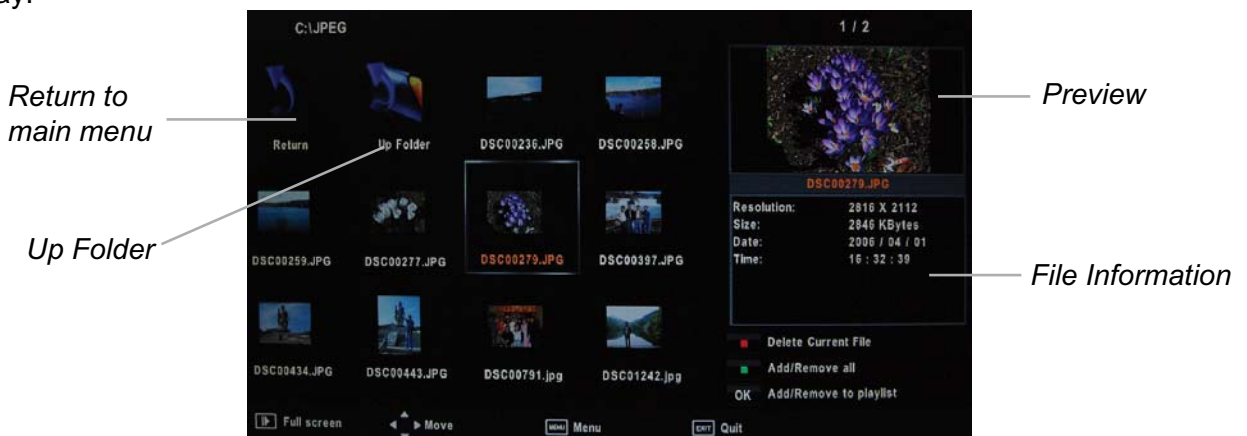 ay.
C:\JPEG
1 / 2
Return to
main menu
Preview
Return
Up Folder
DSC00236.JPG
DSC00258.JPG
DSC00279.JPG
Resolution: 2816 X 2112
Size: 2846 KBytes
Date: 2006 / 04 / 01
Time: 16 : 32 : 39
Up Folder
DSC00259.JPG
DSC00277.JPG
DSC00279.JPG
DSC00397.JPG
File Information
Delete Current File
Add/Remove all
OK Add/Remove to playlist
DSC00434.JPG
DSC00443.JPG
DSC00791.jpg
DSC01242.jpg
Full screen
Move
MENU Menu
EXIT Quit